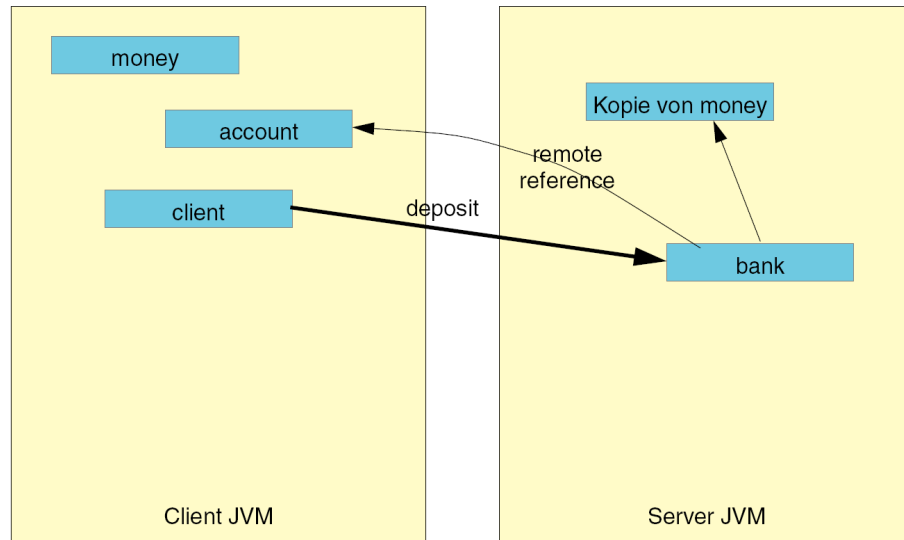 money
account
client
Client JVM
deposit
remote
reference
Kopie von money
bank
Server JVM